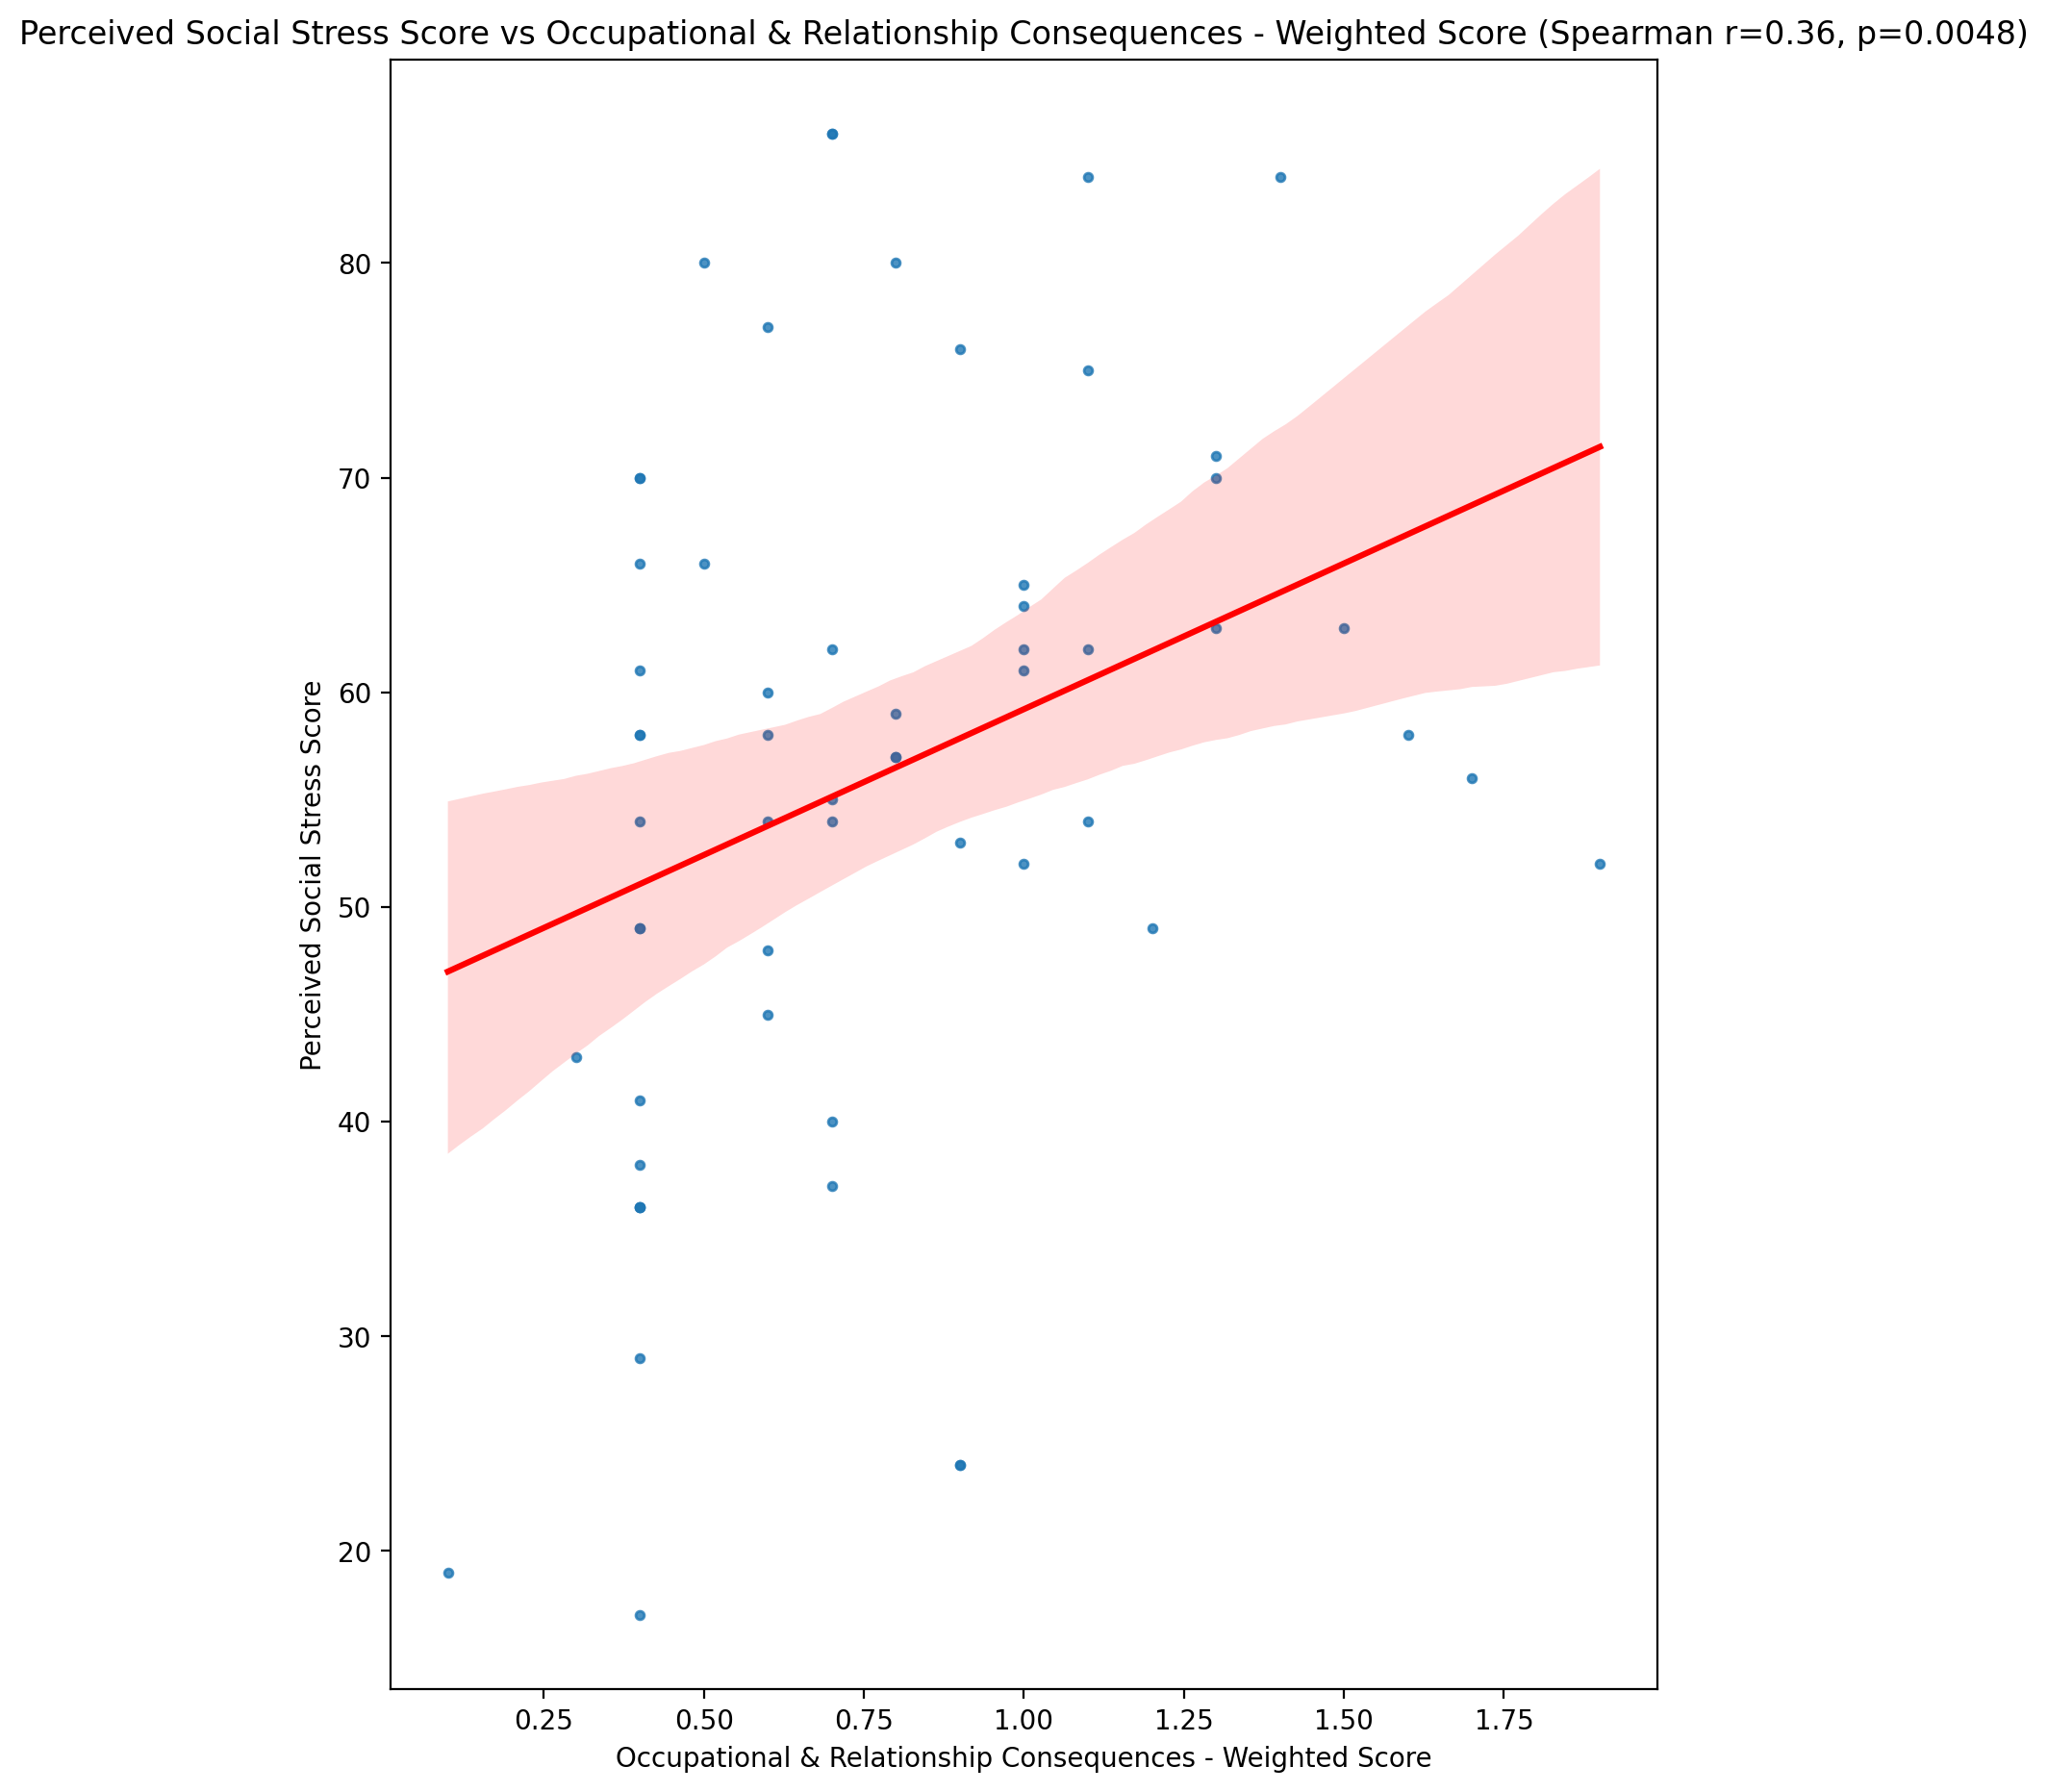 Perceived Social Stress Score vs Occupational & Relationship Consequences - Weighted Score (Spearman r=0.36, p=0.0048)
Perceived Social Stress Score
80
70
60
50
40
30
20
0.25 0.50 0.75 1.00 1.25 1.50 1.75
Occupational & Relationship Consequences - Weighted Score